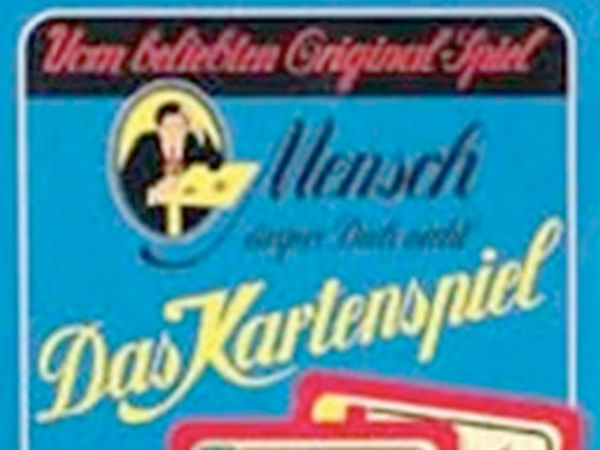 Vom beliebten Original-Spiel
Mensch
ärgere Dich nicht
Das Kartenspiel